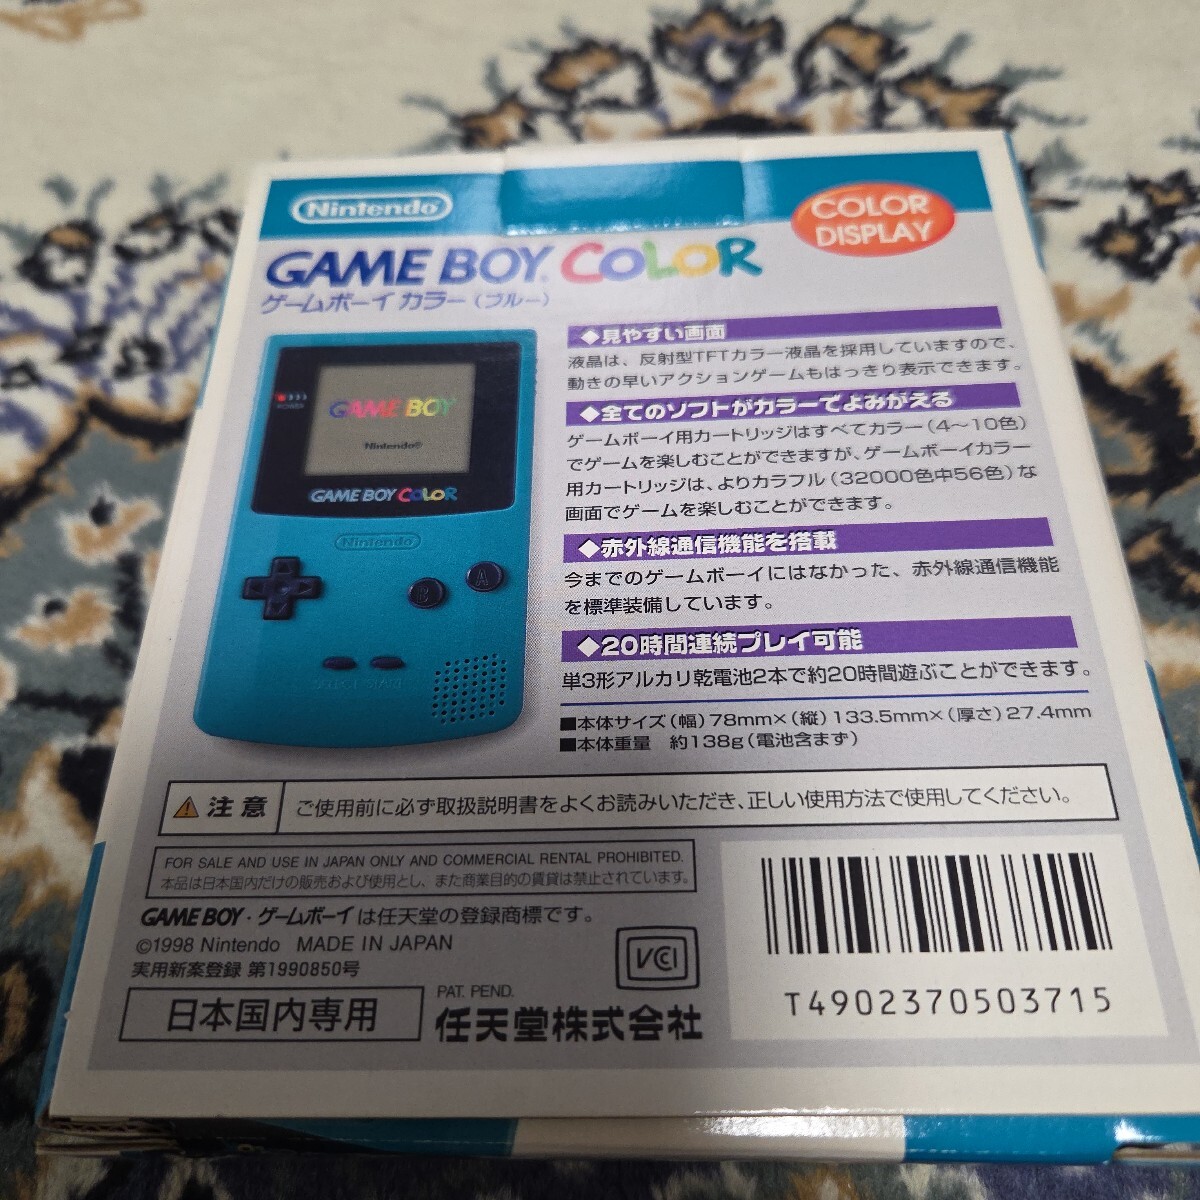 Nintendo
COLOR
DISPLAY
GAME BOY COLOR
ゲームボーイ カラー(ブルー)
POWER
GAME BOY
Nintendo®
GAME BOY COLOR
Nintendo
B
A
◆見やすい画面
液晶は、反射型TFTカラー液晶を採用していますので、
動きの早いアクションゲームもはっきり表示できます。
◆全てのソフトがカラーでよみがえる
ゲームボーイ用カートリッジはすべてカラー(4〜10色)
でゲームを楽しむことができますが、ゲームボーイカラー
用カートリッジは、よりカラフル(32000色中56色)な
画面でゲームを楽しむことができます。
◆赤外線通信機能を搭載
今までのゲームボーイにはなかった、赤外線通信機能
を標準装備しています。
◆20時間連続プレイ可能
単3形アルカリ乾電池2本で約20時間遊ぶことができます。
■本体サイズ(幅)78mm×(縦)133.5mm×(厚さ)27.4mm
■本体重量 約138g(電池含まず)
注意
ご使用前に必ず取扱説明書をよくお読みいただき、正しい使用方法で使用してください。
FOR SALE AND USE IN JAPAN ONLY AND COMMERCIAL RENTAL PROHIBITED.
本品は日本国内だけの販売および使用とし、また商業目的の賃貸は禁止されています。
GAME BOY・ゲームボーイは任天堂の登録商標です。
©1998 Nintendo MADE IN JAPAN
実用新案登録 第1990850号
日本国内専用
PAT. PEND.
任天堂株式会社
VCCI
T4902370503715